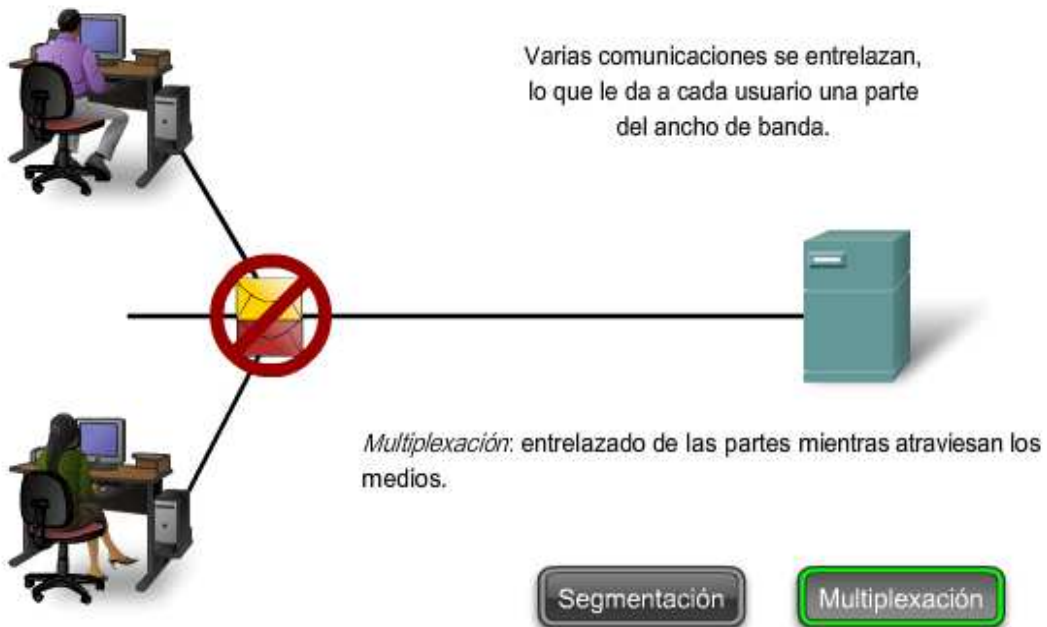 Varias comunicaciones se entrelazan,
lo que le da a cada usuario una parte
del ancho de banda.
Multiplexación: entrelazado de las partes mientras atraviesan los
medios.
Segmentación
Multiplexación